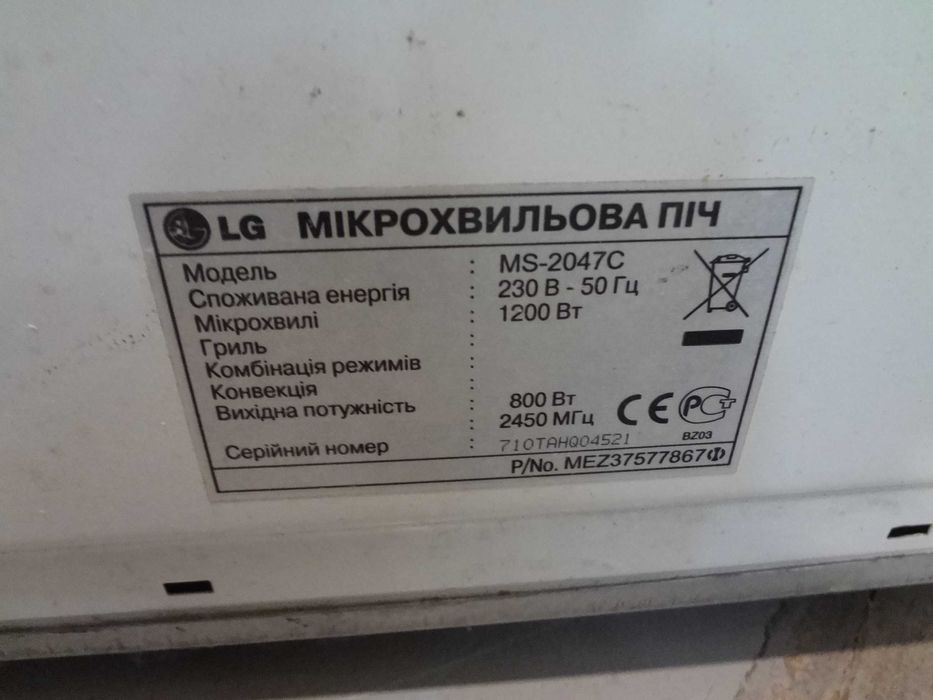 LG МІКРОХВИЛЬОВА ПІЧ
Модель : MS-2047C
Споживана енергія : 230 В - 50 Гц
Мікрохвилі : 1200 Вт
Гриль :
Комбінація режимів :
Конвекція :
Вихідна потужність : 800 Вт
2450 МГц
CE РСТ
BZ03
Серійний номер : 710TAHQ04521
P/No. MEZ37577867